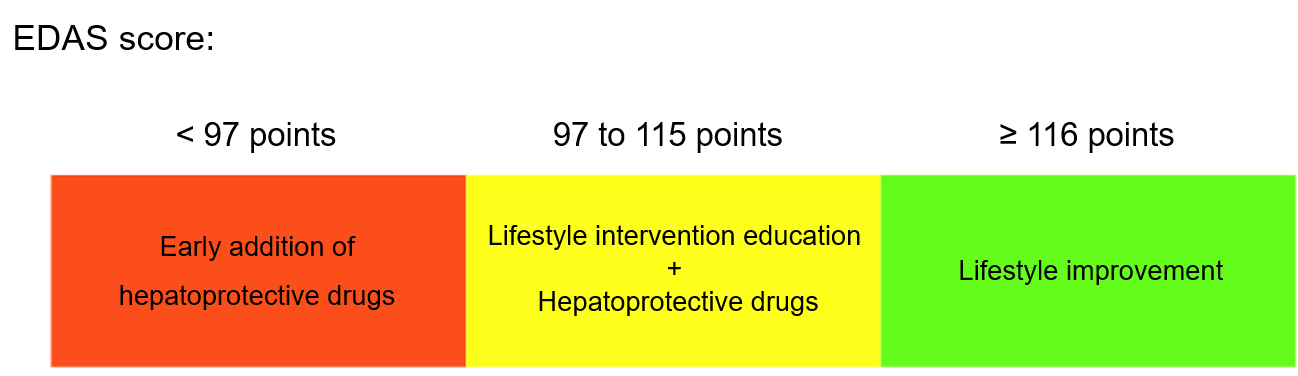 EDAS score:
< 97 points
97 to 115 points
≥ 116 points
Early addition of
hepatoprotective drugs
Lifestyle intervention education
+
Hepatoprotective drugs
Lifestyle improvement